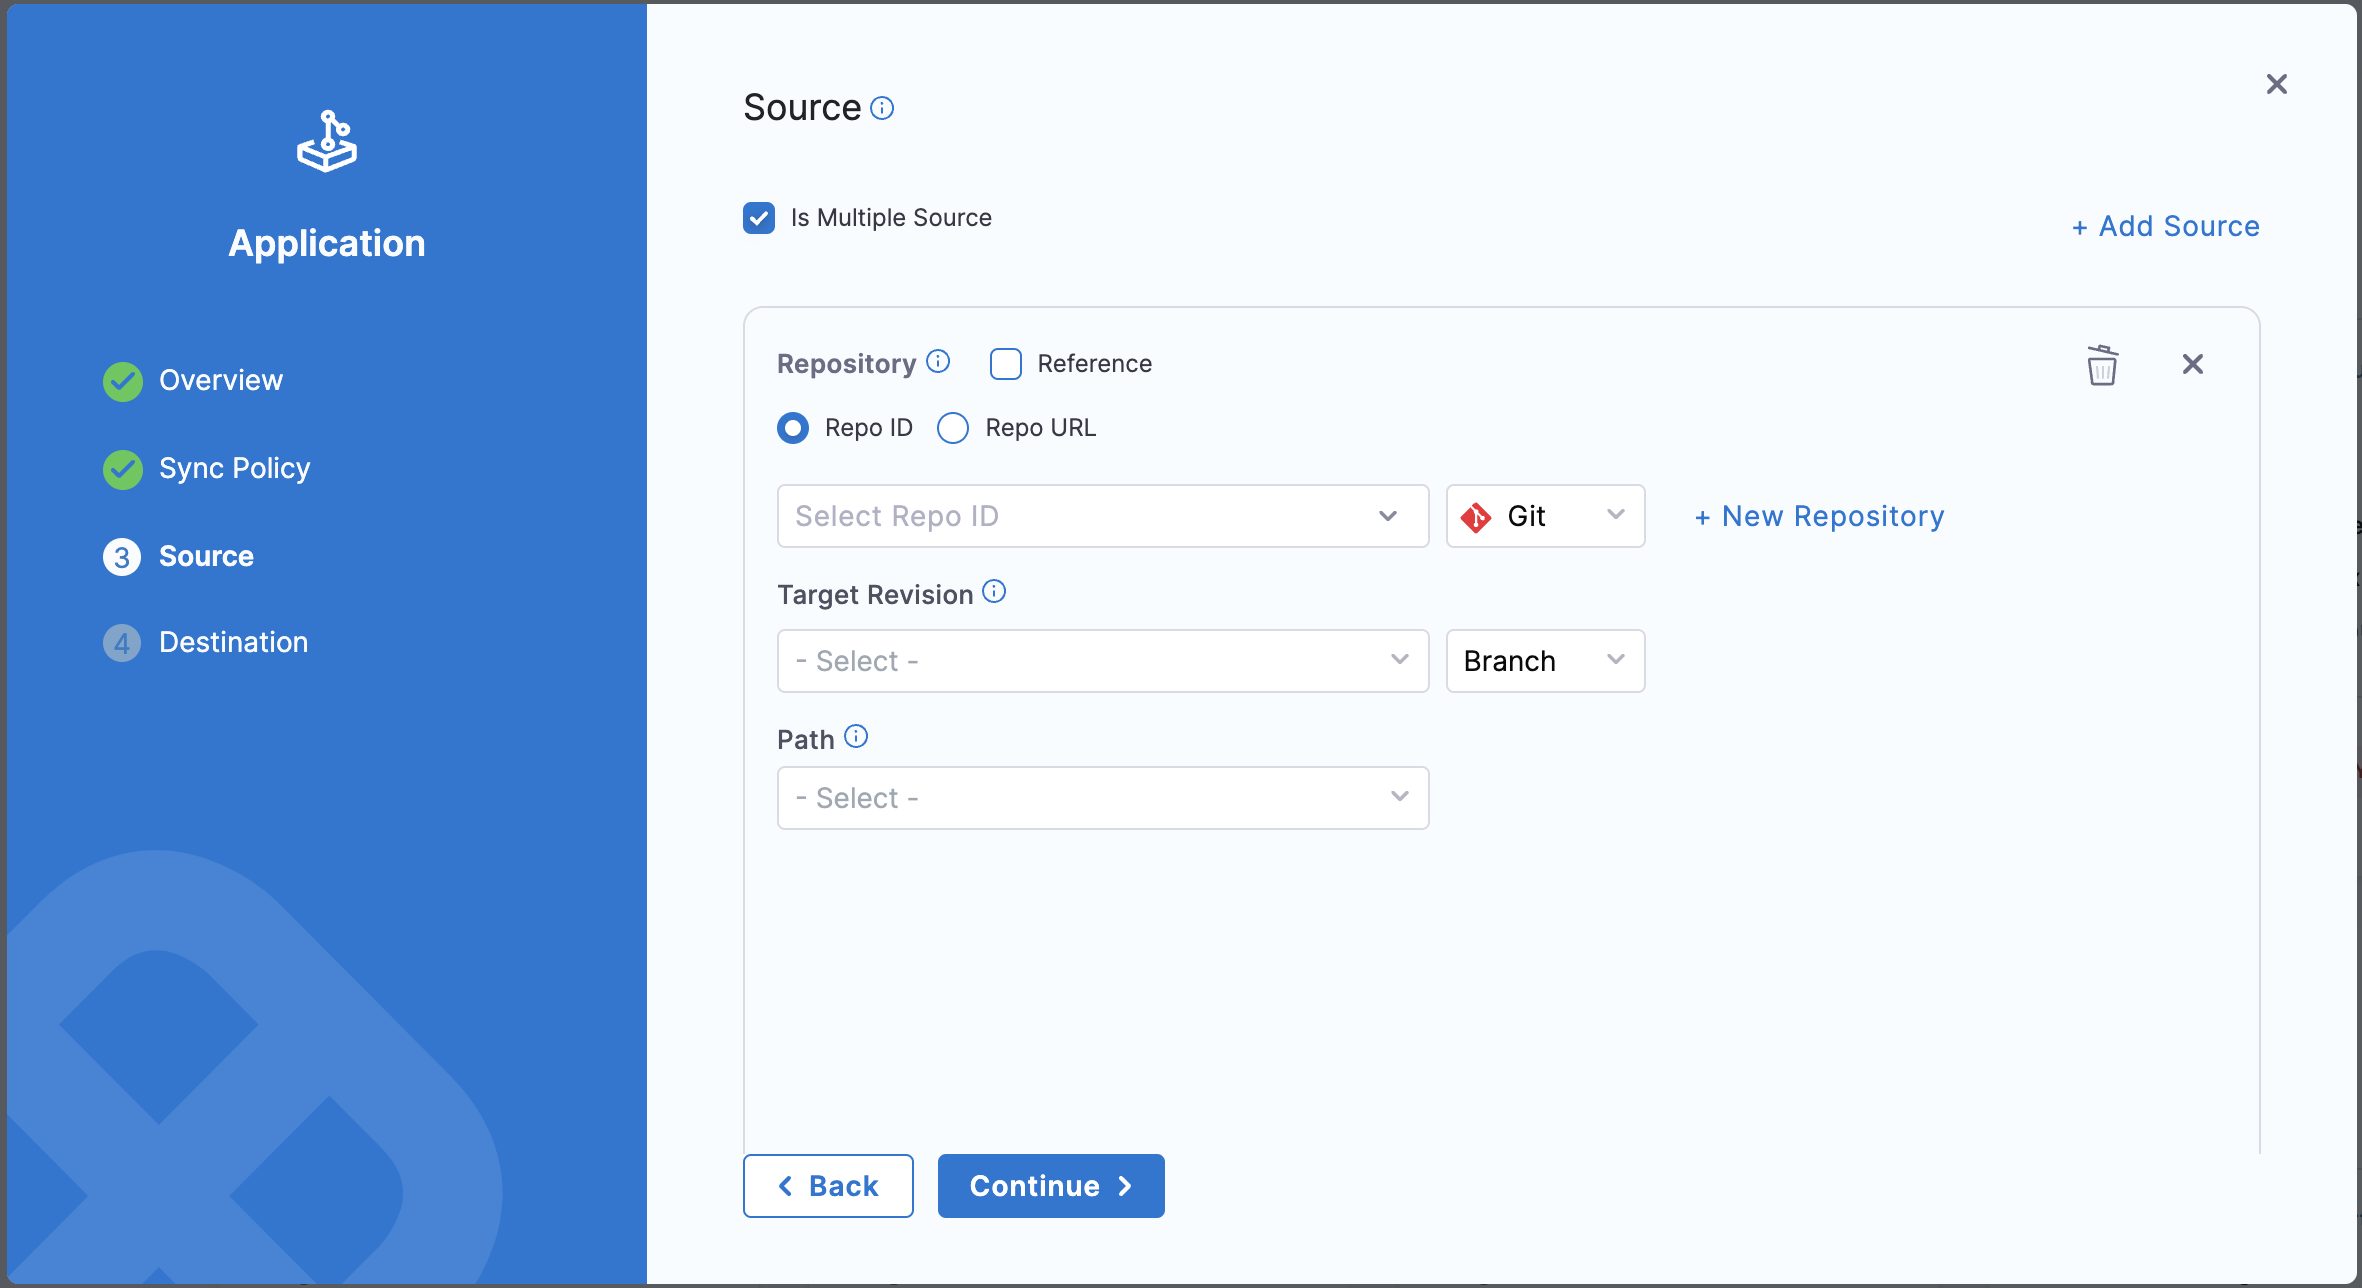 Application
Overview
Sync Policy
3 Source
4 Destination
Source
Is Multiple Source
+ Add Source
Repository
Reference
Repo ID
Repo URL
Select Repo ID
Git
+ New Repository
Target Revision
- Select -
Branch
Path
- Select -
Back
Continue